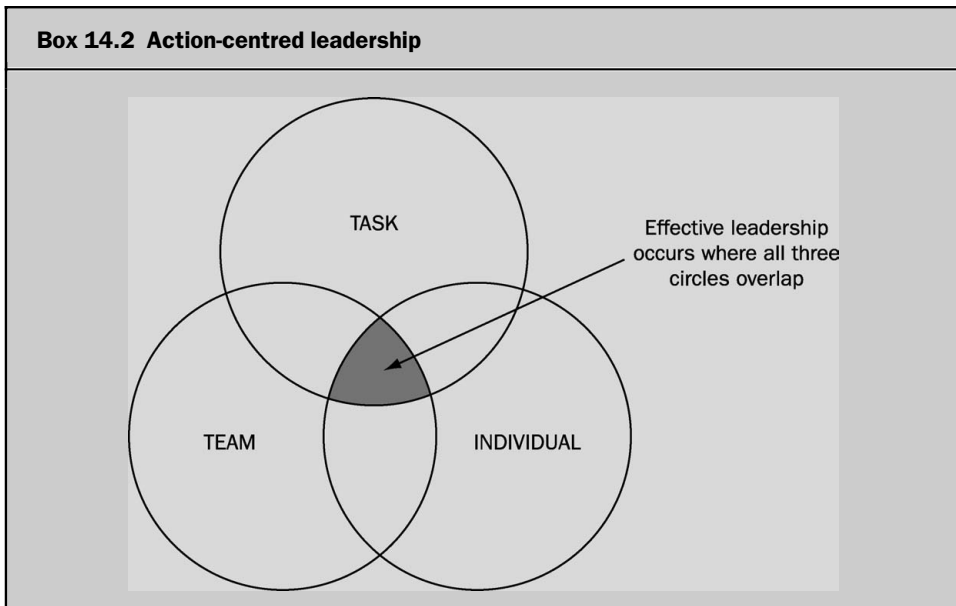 Box 14.2 Action-centred leadership
TASK
Effective leadership
occurs where all three
circles overlap
TEAM
INDIVIDUAL